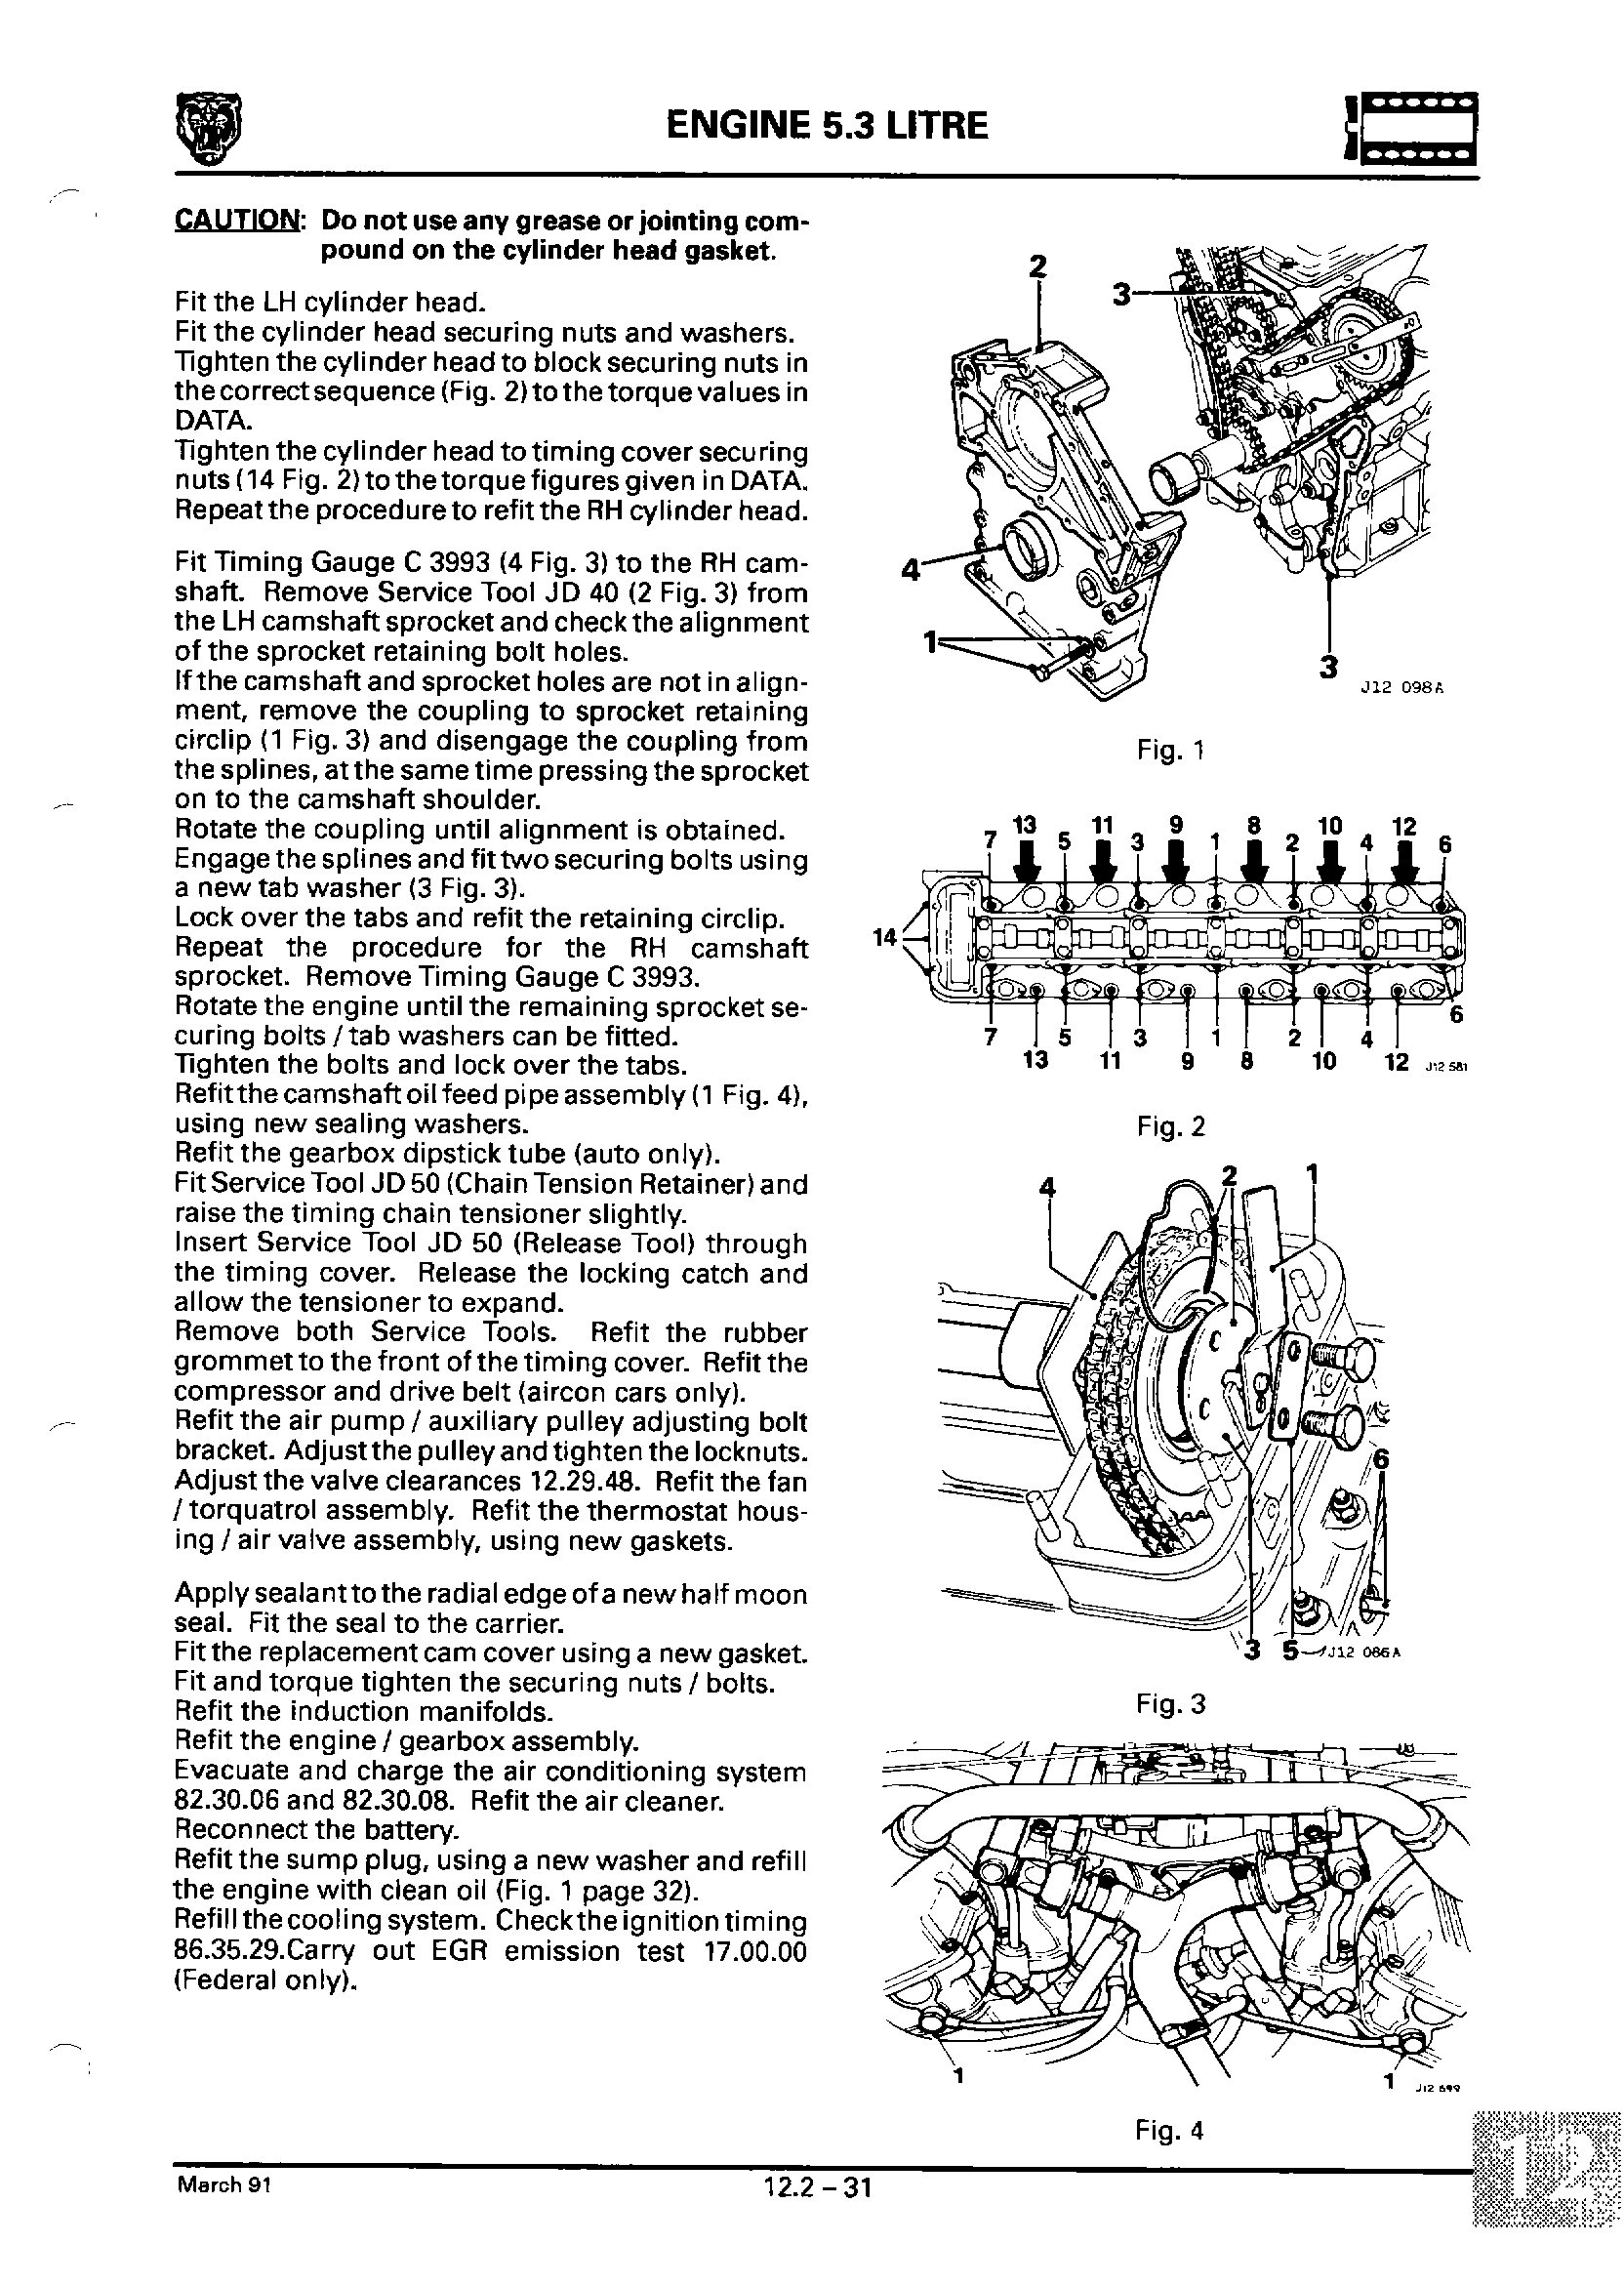 ENGINE 5.3 LITRE
CAUTION: Do not use any grease or jointing com-
pound on the cylinder head gasket.
Fit the LH cylinder head.
Fit the cylinder head securing nuts and washers.
Tighten the cylinder head to block securing nuts in
the correct sequence (Fig. 2) to the torque values in
DATA.
Tighten the cylinder head to timing cover securing
nuts (14 Fig. 2) to the torque figures given in DATA.
Repeat the procedure to refit the RH cylinder head.
Fit Timing Gauge C 3993 (4 Fig. 3) to the RH cam-
shaft. Remove Service Tool JD 40 (2 Fig. 3) from
the LH camshaft sprocket and check the alignment
of the sprocket retaining bolt holes.
If the camshaft and sprocket holes are not in align-
ment, remove the coupling to sprocket retaining
circlip (1 Fig. 3) and disengage the coupling from
the splines, at the same time pressing the sprocket
on to the camshaft shoulder.
Rotate the coupling until alignment is obtained.
Engage the splines and fit two securing bolts using
a new tab washer (3 Fig. 3).
Lock over the tabs and refit the retaining circlip.
Repeat the procedure for the RH camshaft
sprocket. Remove Timing Gauge C 3993.
Rotate the engine until the remaining sprocket se-
curing bolts / tab washers can be fitted.
Tighten the bolts and lock over the tabs.
Refit the camshaft oil feed pipe assembly (1 Fig. 4),
using new sealing washers.
Refit the gearbox dipstick tube (auto only).
Fit Service Tool JD 50 (Chain Tension Retainer) and
raise the timing chain tensioner slightly.
Insert Service Tool JD 50 (Release Tool) through
the timing cover. Release the locking catch and
allow the tensioner to expand.
Remove both Service Tools. Refit the rubber
grommet to the front of the timing cover. Refit the
compressor and drive belt (aircon cars only).
Refit the air pump / auxiliary pulley adjusting bolt
bracket. Adjust the pulley and tighten the locknuts.
Adjust the valve clearances 12.29.48. Refit the fan
/ torquatrol assembly. Refit the thermostat hous-
ing / air valve assembly, using new gaskets.
Apply sealant to the radial edge of a new half moon
seal. Fit the seal to the carrier.
Fit the replacement cam cover using a new gasket.
Fit and torque tighten the securing nuts / bolts.
Refit the induction manifolds.
Refit the engine / gearbox assembly.
Evacuate and charge the air conditioning system
82.30.06 and 82.30.08. Refit the air cleaner.
Reconnect the battery.
Refit the sump plug, using a new washer and refill
the engine with clean oil (Fig. 1 page 32).
Refill the cooling system. Check the ignition timing
86.35.29.Carry out EGR emission test 17.00.00
(Federal only).
2
3
4
1
3
J12 098A
Fig. 1
13 11 9 8 10 12
7 5 3 1 2 4 6
14
6
7 5 3 1 2 4
13 11 9 8 10 12
J12 581
Fig. 2
4 2 1
6
3 5 J12 086A
Fig. 3
1 1
J12 699
Fig. 4
March 91
12.2 – 31
12